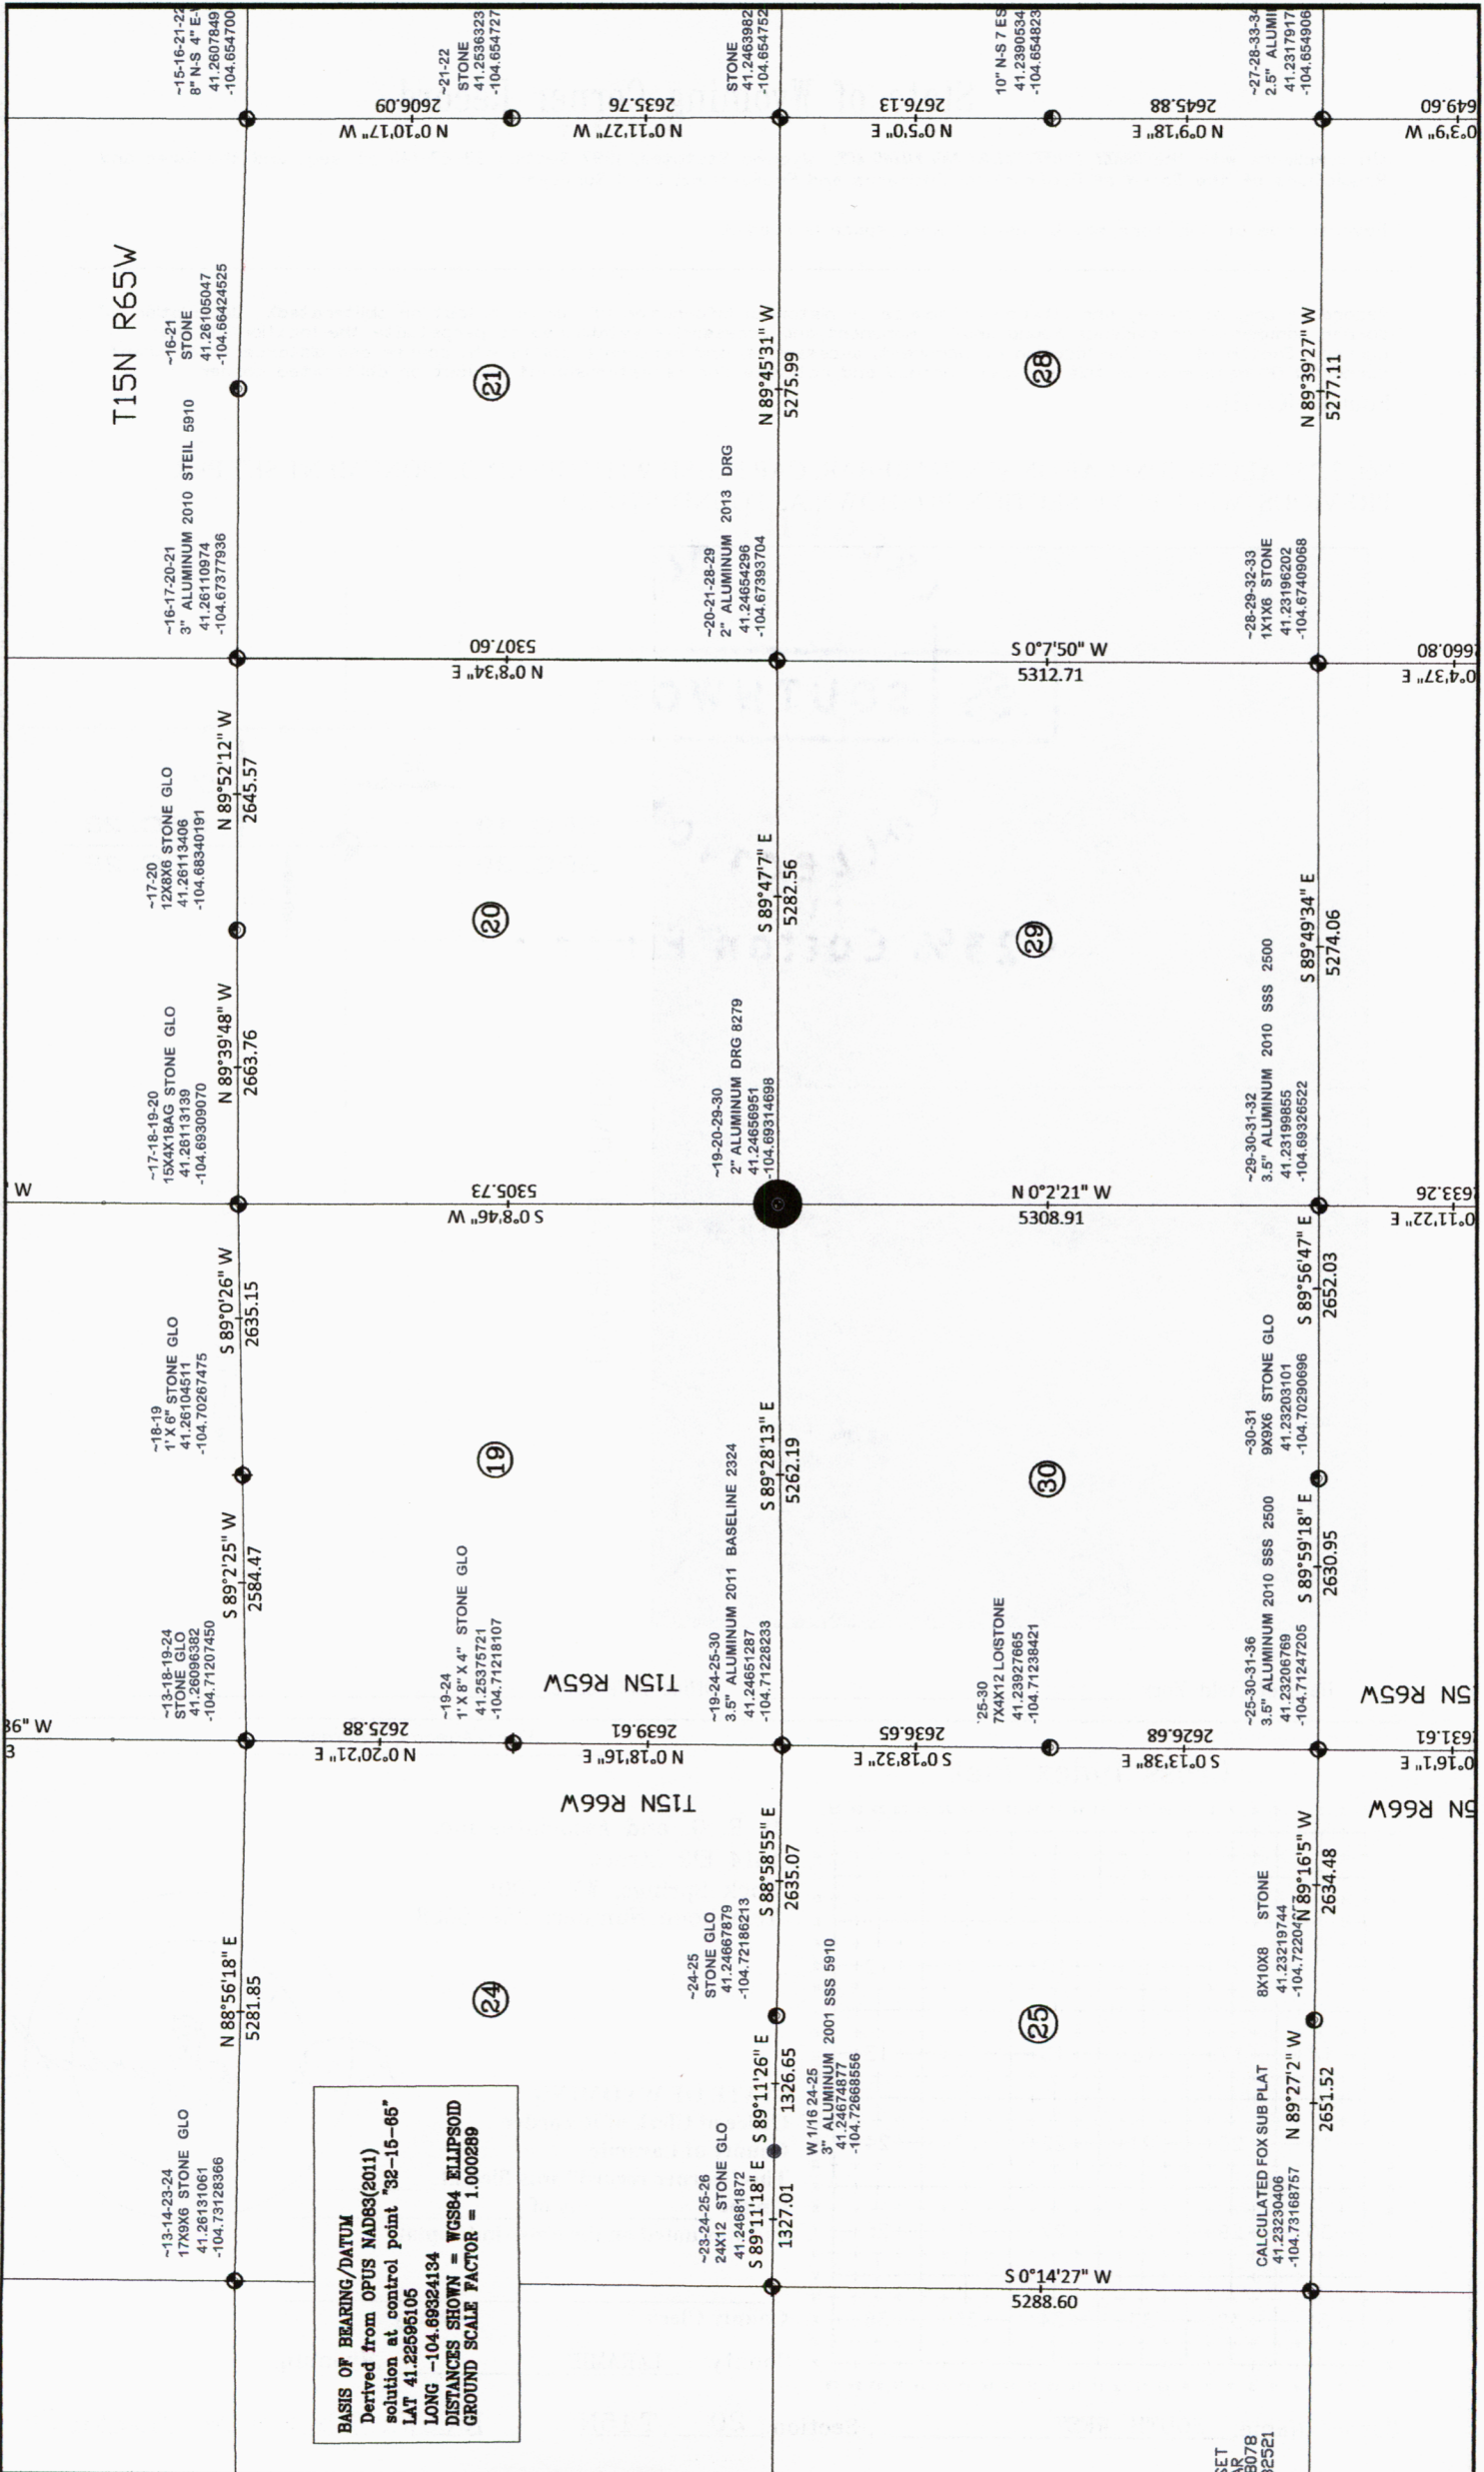 T15N R65W
~13-14-23-24
17X9X6 STONE GLO
41.26131061
-104.73128366
N 88°56'18" E
5281.85
~13-18-19-24
STONE GLO
41.26096382
-104.71207450
S 89°2'25" W
2584.47
~18-19
1' X 6" STONE GLO
41.26104511
-104.70267475
S 89°0'26" W
2635.15
~17-18-19-20
15X4X18AG STONE GLO
41.26113139
-104.69309070
N 89°39'48" W
2663.76
~17-20
12X8X6 STONE GLO
41.26113406
-104.68340191
N 89°52'12" W
2645.57
~16-17-20-21
3" ALUMINUM 2010 STEIL 5910
41.26110974
-104.67377936
~16-21
STONE
41.26105047
-104.66424525
~15-16-21-22
8" N-S 4" E-
41.2607849
-104.654700
36" W
3
' W
BASIS OF BEARING/DATUM
Derived from OPUS NAD83(2011)
solution at control point "32-15-65"
LAT 41.22595105
LONG -104.69324134
DISTANCES SHOWN = WGS84 ELLIPSOID
GROUND SCALE FACTOR = 1.000289
24
N 0°20'21" E
2625.88
~19-24
1' X 8" X 4" STONE GLO
41.25375721
-104.71218107
N 0°18'16" E
2639.61
T15N R65W
T15N R66W
19
S 0°8'46" W
5305.73
20
N 0°8'34" E
5307.60
21
N 0°10'17" W
2606.09
~21-22
STONE
41.2536323
-104.654727
N 0°11'27" W
2635.76
~23-24-25-26
24X12 STONE GLO
41.24681872
S 89°11'18" E
1327.01
W 1/16 24-25
3" ALUMINUM 2001 SSS 5910
41.24674877
-104.72668556
S 89°11'26" E
1326.65
~24-25
STONE GLO
41.24667879
-104.72186213
S 88°58'55" E
2635.07
~19-24-25-30
3.5" ALUMINUM 2011 BASELINE 2324
41.24651287
-104.71228233
S 89°28'13" E
5262.19
~19-20-29-30
2" ALUMINUM DRG 8279
41.24656951
-104.69314698
S 89°47'7" E
5282.56
~20-21-28-29
2" ALUMINUM 2013 DRG
41.24654296
-104.67393704
N 89°45'31" W
5275.99
STONE
41.2463982
-104.654752
S 0°14'27" W
5288.60
25
S 0°18'32" E
2636.65
25-30
7X4X12 STONE
41.23927665
-104.71238421
S 0°13'38" E
2626.68
30
N 0°2'21" W
5308.91
29
S 0°7'50" W
5312.71
28
N 0°5'0" E
2676.13
10" N-S 7 ES
41.2390534
-104.654823
N 0°9'18" E
2645.88
SET
AR
8078
32521
CALCULATED FOX SUB PLAT
41.23230406
-104.73168757
N 89°27'2" W
2651.52
8X10X8 STONE
41.23219744
N 89°16'5" W
2634.48
~25-30-31-36
3.5" ALUMINUM 2010 SSS 2500
41.23206769
-104.71247205
S 89°59'18" E
2630.95
~30-31
9X9X6 STONE GLO
41.23203101
-104.70290696
S 89°56'47" E
2652.03
~29-30-31-32
3.5" ALUMINUM 2010 SSS 2500
41.23199855
-104.69326522
S 89°49'34" E
5274.06
~28-29-32-33
1X1X6 STONE
41.23196202
-104.67409068
N 89°39'27" W
5277.11
~27-28-33-34
2.5" ALUMI
41.2317917
-104.654906
0°16'1" E
2631.61
5N R65W
5N R66W
0°11'22" E
2633.26
0°4'37" E
660.80
0°3'9" W
649.60